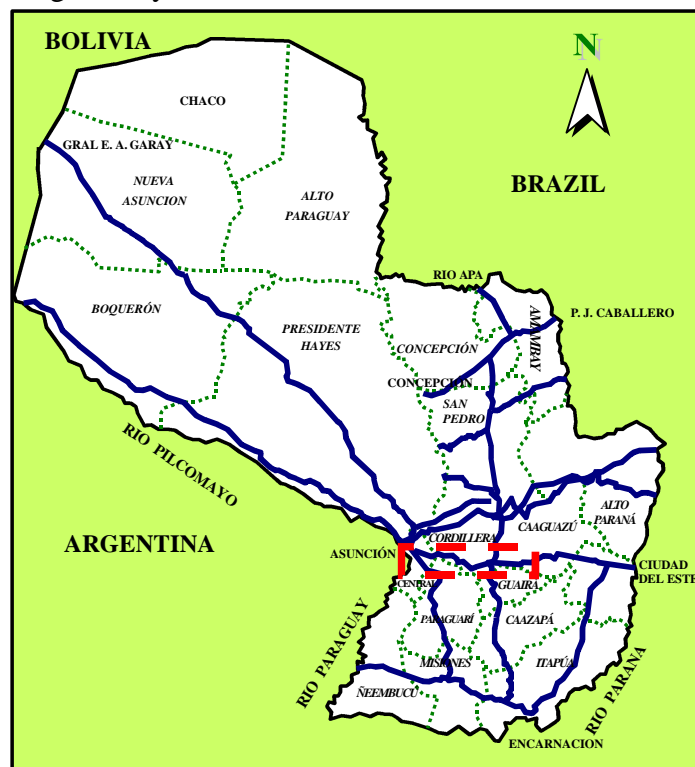 BOLIVIA
N
CHACO
GRAL E. A. GARAY
NUEVA
ASUNCION
ALTO
PARAGUAY
BRAZIL
RIO APA
BOQUERÓN
P. J. CABALLERO
AMAMBAY
PRESIDENTE
HAYES
CONCEPCIÓN
CONCEPCIÓN
SAN
PEDRO
RIO PILCOMAYO
ALTO
PARANÁ
CAAGUAZÚ
CORDILLERA
ARGENTINA
ASUNCIÓN
CIUDAD
DEL ESTE
CENTRAL
GUAIRA
PARAGUARÍ
CAAZAPÁ
RIO PARAGUAY
MISIONES
ITAPÚA
ÑEEMBUCÚ
RIO PARANA
ENCARNACION